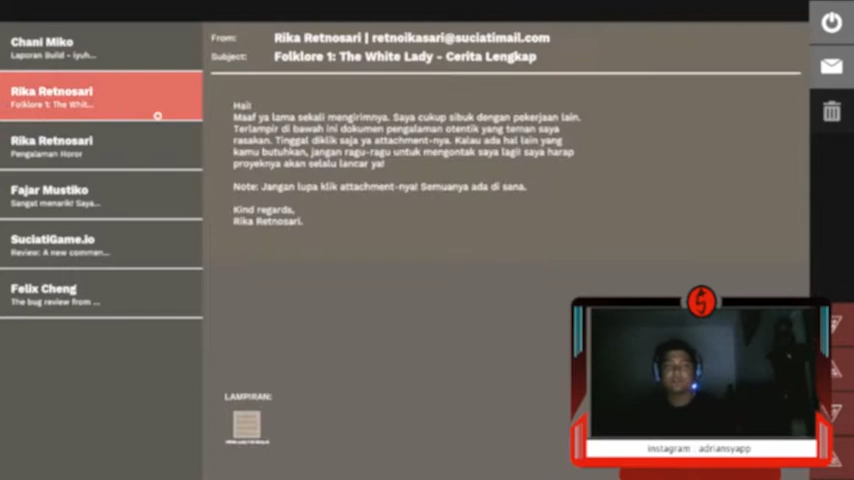 Chani Miko
Laporan Build - iyuh...
Rika Retnosari
Folklore 1: The Whit...
Rika Retnosari
Pengalaman Horor
Fajar Mustiko
Sangat menarik! Saya...
SuciatiGame.io
Review: A new commen...
Felix Cheng
The bug review from ...
From: Rika Retnosari | retnoikasari@suciatimail.com
Subject: Folklore 1: The White Lady - Cerita Lengkap
Hai!
Maaf ya lama sekali mengirimnya. Saya cukup sibuk dengan pekerjaan lain.
Terlampir di bawah ini dokumen pengalaman otentik yang teman saya
rasakan. Tinggal diklik saja ya attachment-nya. Kalau ada hal lain yang
kamu butuhkan, jangan ragu-ragu untuk mengontak saya lagi! saya harap
proyeknya akan selalu lancar ya!
Note: Jangan lupa klik attachment-nya! Semuanya ada di sana.
Kind regards,
Rika Retnosari.
LAMPIRAN:
instagram . adriansyapp